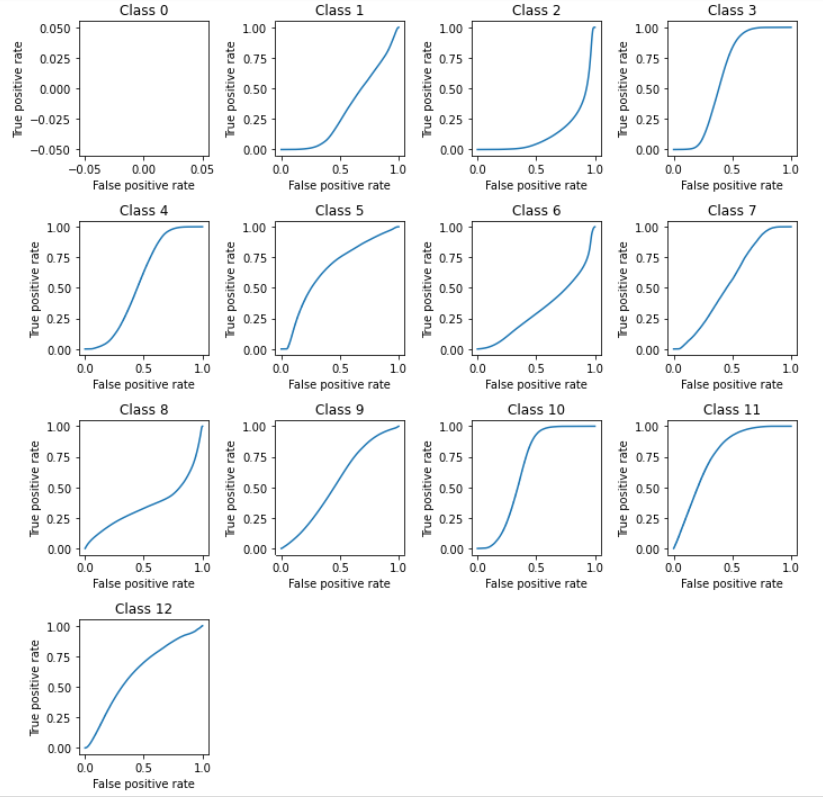 Class 0 Class 1 Class 2 Class 3
0.050 1.00 1.00 1.00
0.025 0.75 0.75 0.75
0.000 0.50 0.50 0.50
−0.025 0.25 0.25 0.25
−0.050 0.00 0.00 0.00
True positive rate True positive rate True positive rate True positive rate
−0.05 0.00 0.05 0.0 0.5 1.0 0.0 0.5 1.0 0.0 0.5 1.0
False positive rate False positive rate False positive rate False positive rate
Class 4 Class 5 Class 6 Class 7
1.00 1.00 1.00 1.00
0.75 0.75 0.75 0.75
0.50 0.50 0.50 0.50
0.25 0.25 0.25 0.25
0.00 0.00 0.00 0.00
True positive rate True positive rate True positive rate True positive rate
0.0 0.5 1.0 0.0 0.5 1.0 0.0 0.5 1.0 0.0 0.5 1.0
False positive rate False positive rate False positive rate False positive rate
Class 8 Class 9 Class 10 Class 11
1.00 1.00 1.00 1.00
0.75 0.75 0.75 0.75
0.50 0.50 0.50 0.50
0.25 0.25 0.25 0.25
0.00 0.00 0.00 0.00
True positive rate True positive rate True positive rate True positive rate
0.0 0.5 1.0 0.0 0.5 1.0 0.0 0.5 1.0 0.0 0.5 1.0
False positive rate False positive rate False positive rate False positive rate
Class 12
1.00
0.75
0.50
0.25
0.00
True positive rate
0.0 0.5 1.0
False positive rate